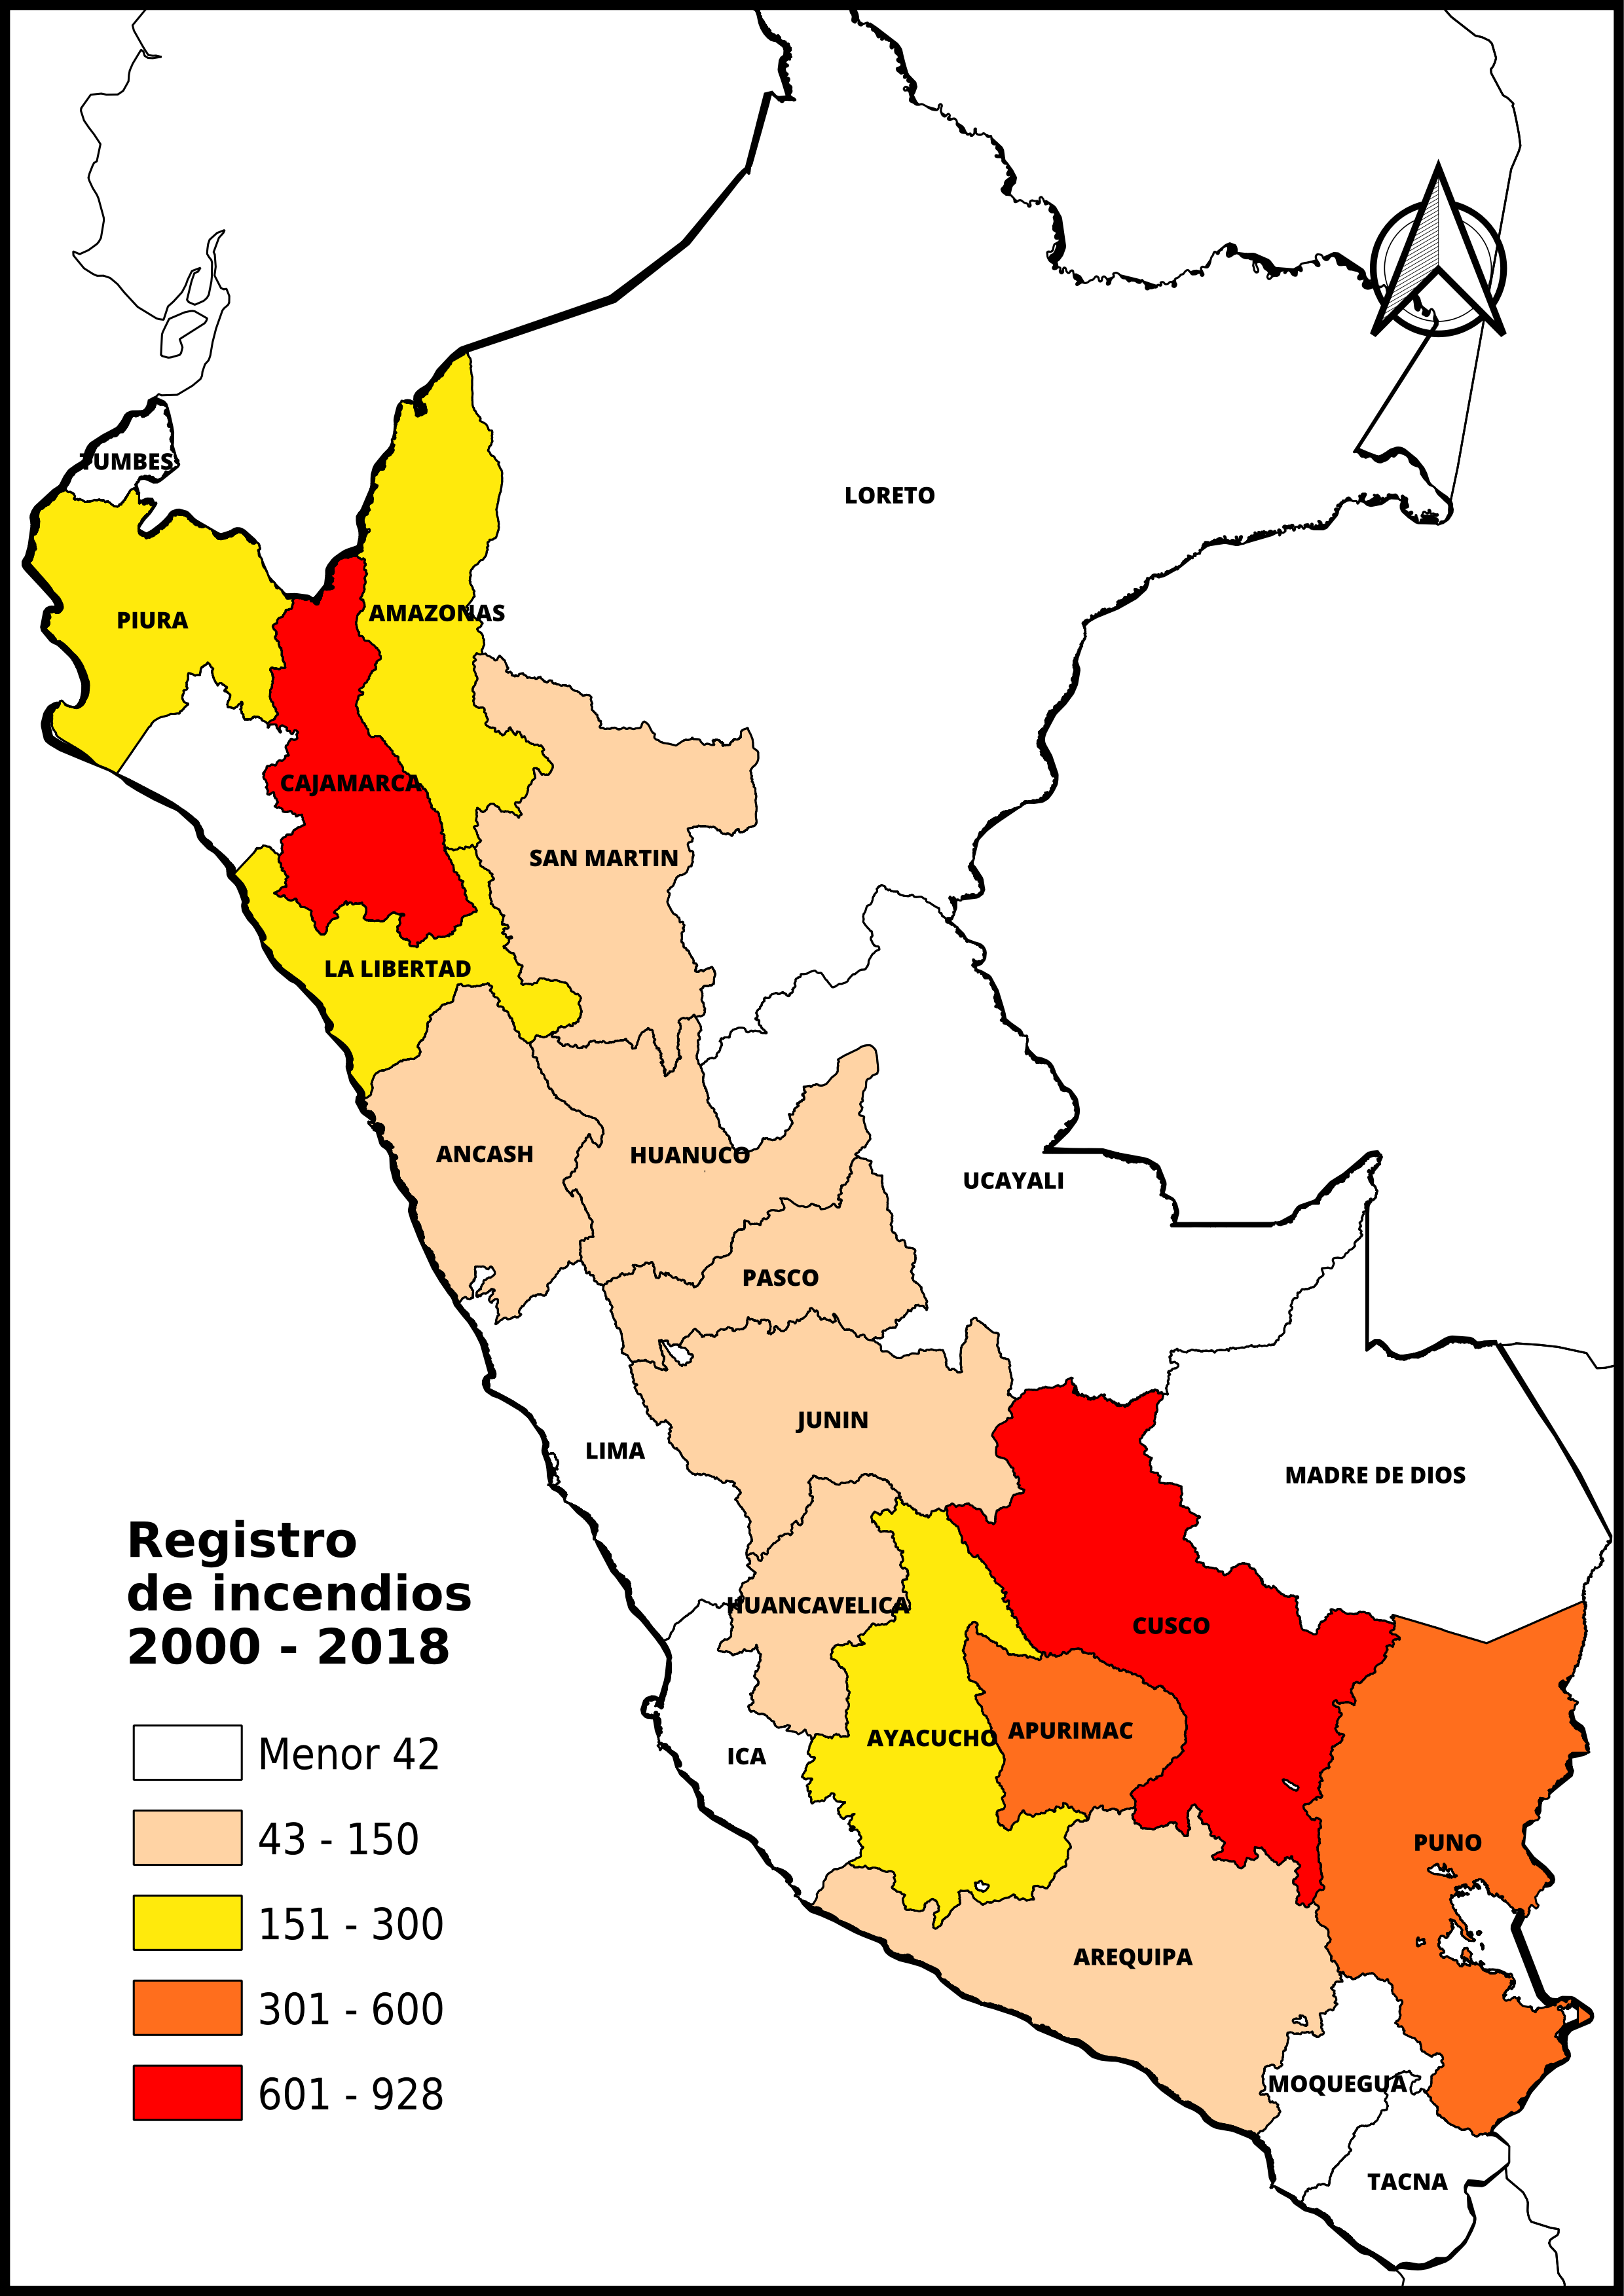 LORETO
TUMBES
PIURA
AMAZONAS
CAJAMARCA
SAN MARTIN
LA LIBERTAD
ANCASH
HUANUCO
UCAYALI
PASCO
JUNIN
LIMA
MADRE DE DIOS
HUANCAVELICA
CUSCO
AYACUCHO
APURIMAC
ICA
PUNO
AREQUIPA
MOQUEGUA
TACNA
Registro
de incendios
2000 - 2018
Menor 42
43 - 150
151 - 300
301 - 600
601 - 928